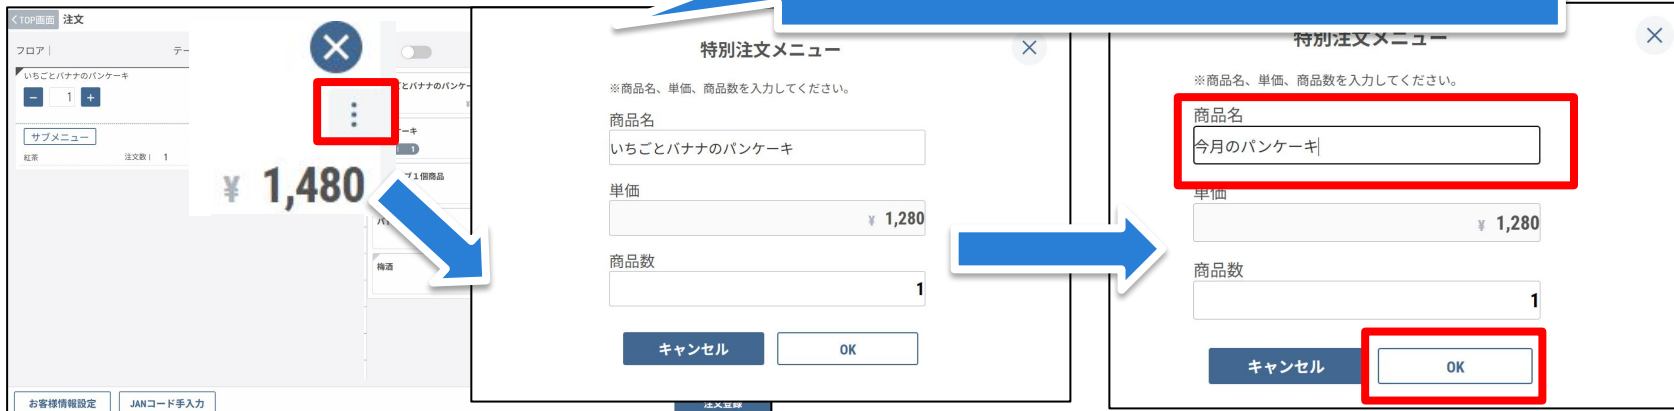 <TOP画面 注文
フロア |
テー
いちごとバナナのパンケーキ
− 1 +
サブメニュー
紅茶 注文数 | 1
¥ 1,480
ごとバナナのパンケー
ーキ
1
1個商品
梅酒
お客様情報設定
JANコード手入力
注文登録
特別注文メニュー
※商品名、単価、商品数を入力してください。
商品名
いちごとバナナのパンケーキ
単価
¥ 1,280
商品数
1
キャンセル
OK
特別注文メニュー
※商品名、単価、商品数を入力してください。
商品名
今月のパンケーキ
単価
¥ 1,280
商品数
1
キャンセル
OK